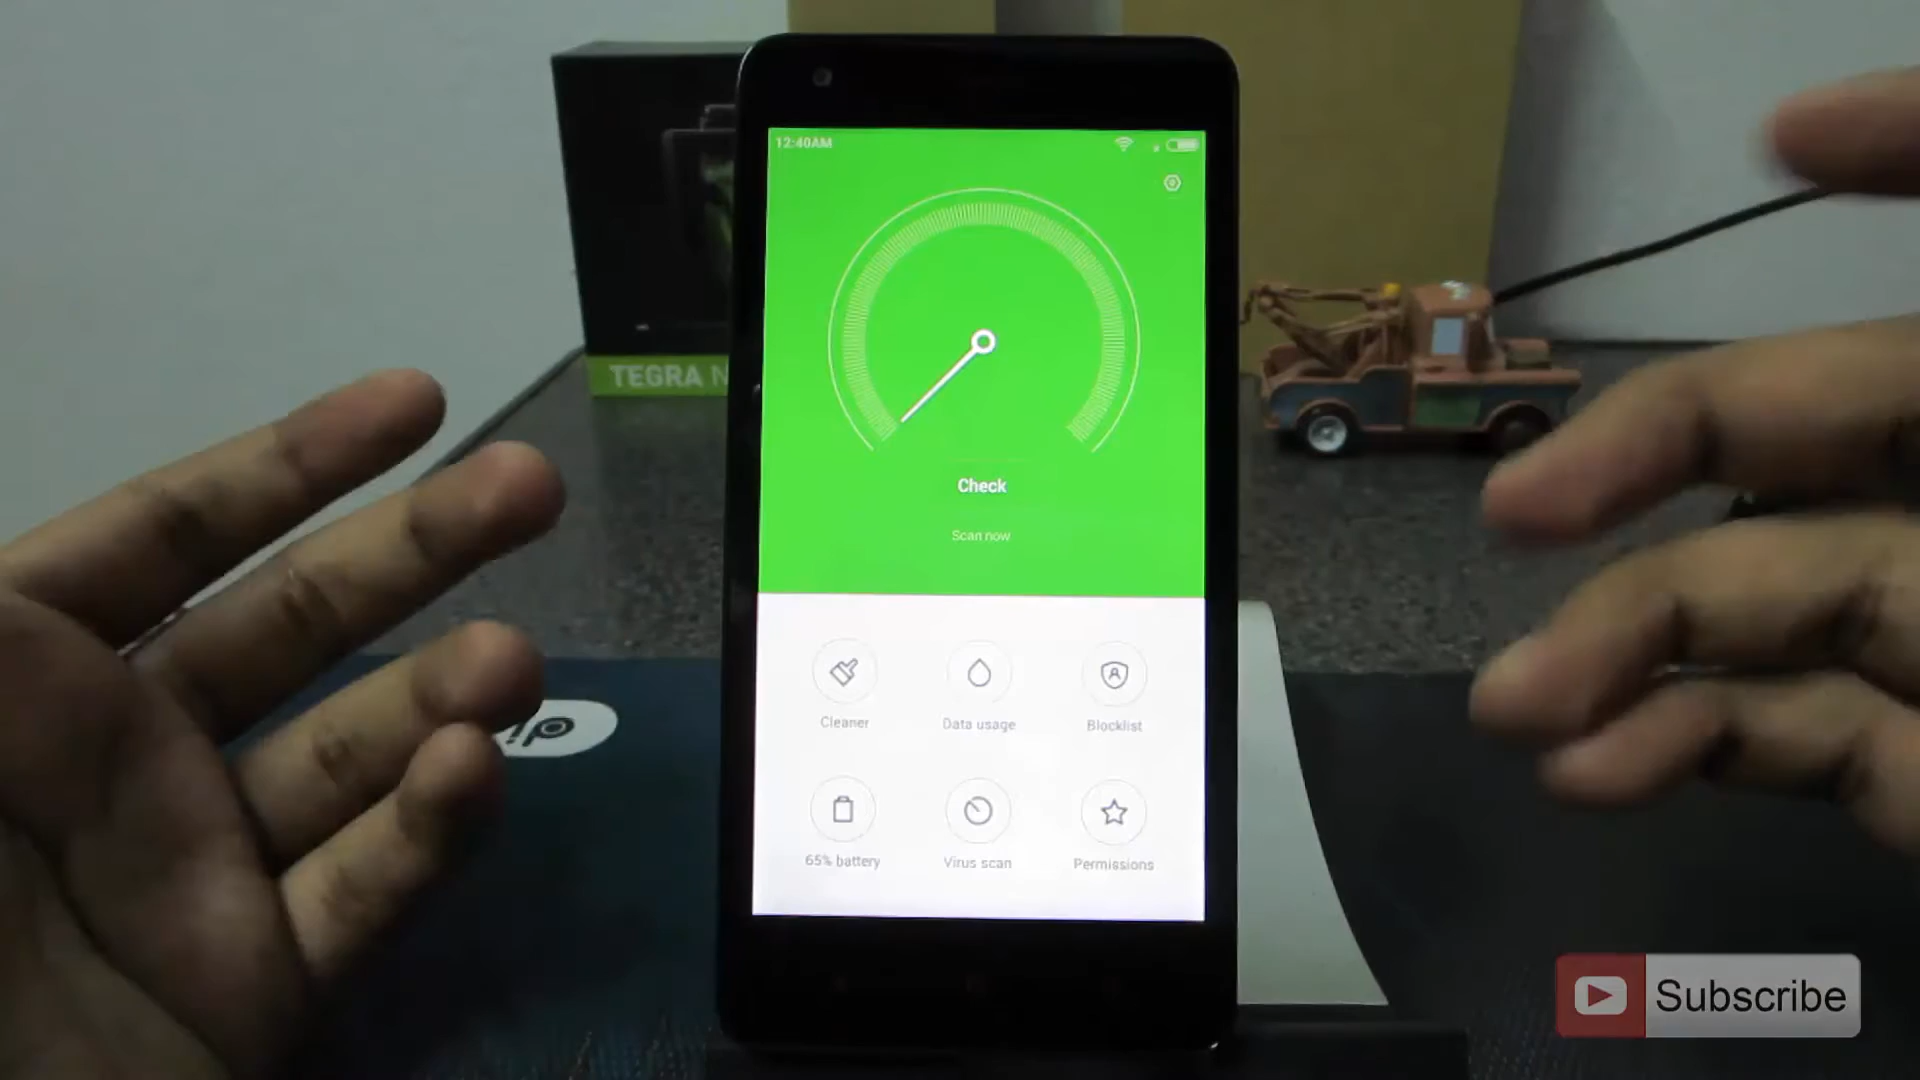 12:40AM
TEGRA N
Check
Scan now
Cleaner
Data usage
Blocklist
65% battery
Virus scan
Permissions
Subscribe